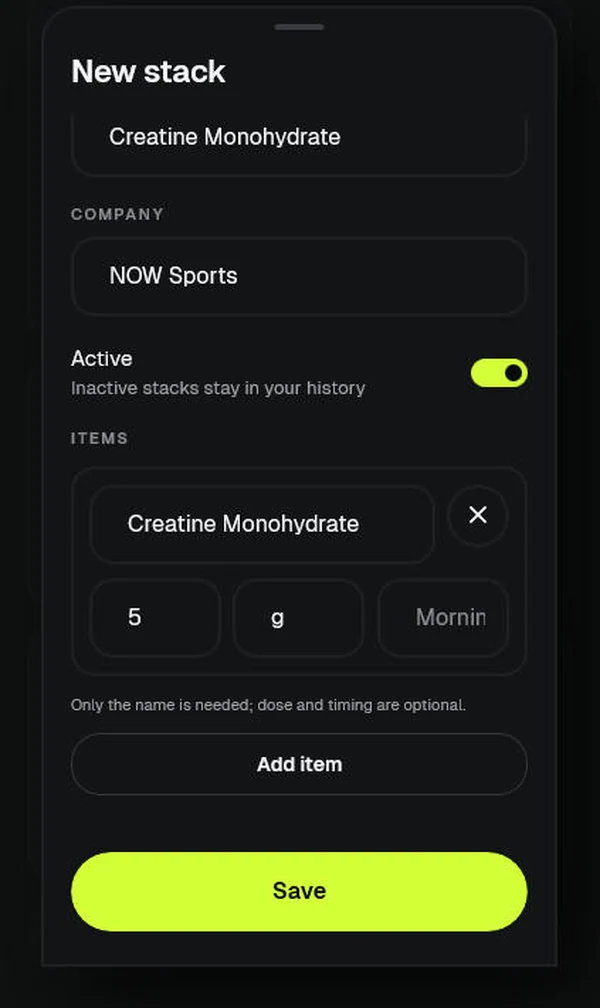 New stack
Creatine Monohydrate
COMPANY
NOW Sports
Active
Inactive stacks stay in your history
ITEMS
Creatine Monohydrate
5
g
Mornin
Only the name is needed; dose and timing are optional.
Add item
Save